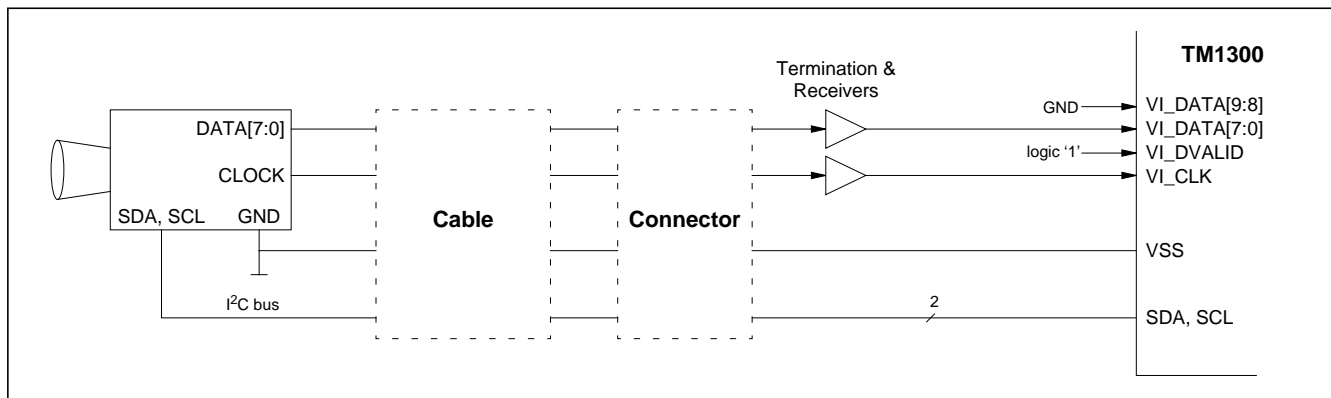 TM1300
Termination &
Receivers
GND
VI_DATA[9:8]
DATA[7:0]
VI_DATA[7:0]
logic ‘1’
VI_DVALID
CLOCK
VI_CLK
SDA, SCL
GND
Cable
Connector
VSS
I²C bus
2
SDA, SCL